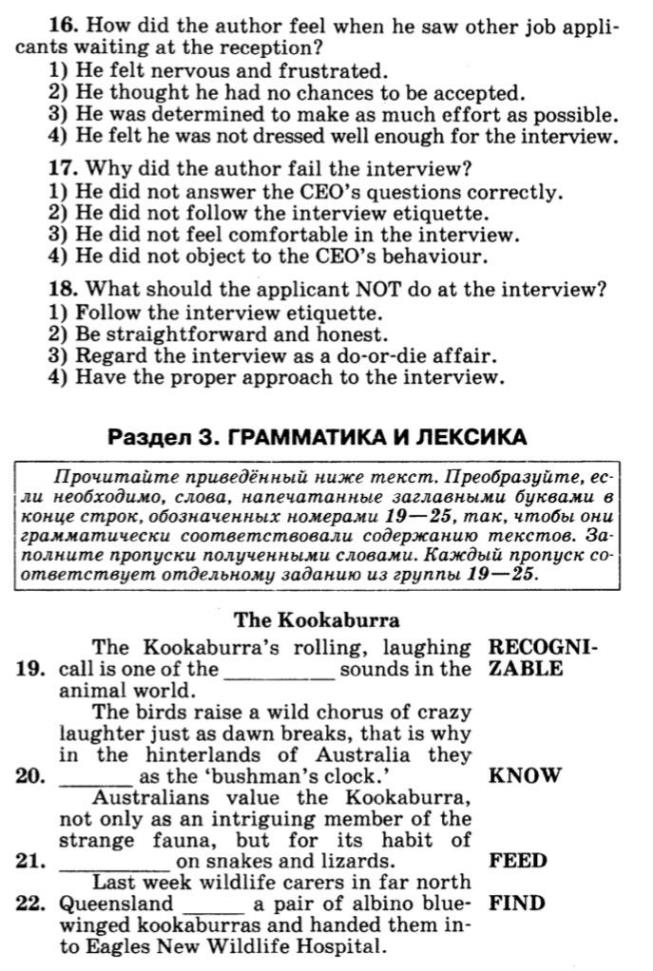 16. How did the author feel when he saw other job appli-
cants waiting at the reception?
1) He felt nervous and frustrated.
2) He thought he had no chances to be accepted.
3) He was determined to make as much effort as possible.
4) He felt he was not dressed well enough for the interview.
17. Why did the author fail the interview?
1) He did not answer the CEO's questions correctly.
2) He did not follow the interview etiquette.
3) He did not feel comfortable in the interview.
4) He did not object to the CEO's behaviour.
18. What should the applicant NOT do at the interview?
1) Follow the interview etiquette.
2) Be straightforward and honest.
3) Regard the interview as a do-or-die affair.
4) Have the proper approach to the interview.
Раздел 3. ГРАММАТИКА И ЛЕКСИКА
Прочитайте приведённый ниже текст. Преобразуйте, ес-
ли необходимо, слова, напечатанные заглавными буквами в
конце строк, обозначенных номерами 19—25, так, чтобы они
грамматически соответствовали содержанию текстов. За-
полните пропуски полученными словами. Каждый пропуск со-
ответствует отдельному заданию из группы 19—25.
The Kookaburra
The Kookaburra's rolling, laughing RECOGNI-
19. call is one of the __________ sounds in the ZABLE
animal world.
The birds raise a wild chorus of crazy
laughter just as dawn breaks, that is why
in the hinterlands of Australia they
20. _______ as the 'bushman's clock.' KNOW
Australians value the Kookaburra,
not only as an intriguing member of the
strange fauna, but for its habit of
21. __________ on snakes and lizards. FEED
Last week wildlife carers in far north
22. Queensland ______ a pair of albino blue- FIND
winged kookaburras and handed them in-
to Eagles New Wildlife Hospital.